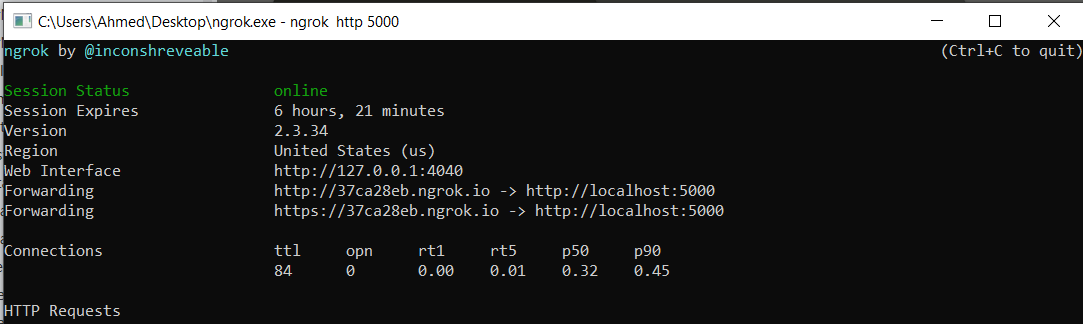 C:\Users\Ahmed\Desktop\ngrok.exe - ngrok  http 5000
ngrok by @inconshreveable (Ctrl+C to quit)
Session Status online
Session Expires 6 hours, 21 minutes
Version 2.3.34
Region United States (us)
Web Interface http://127.0.0.1:4040
Forwarding http://37ca28eb.ngrok.io -> http://localhost:5000
Forwarding https://37ca28eb.ngrok.io -> http://localhost:5000
Connections ttl opn rt1 rt5 p50 p90
84 0 0.00 0.01 0.32 0.45
HTTP Requests